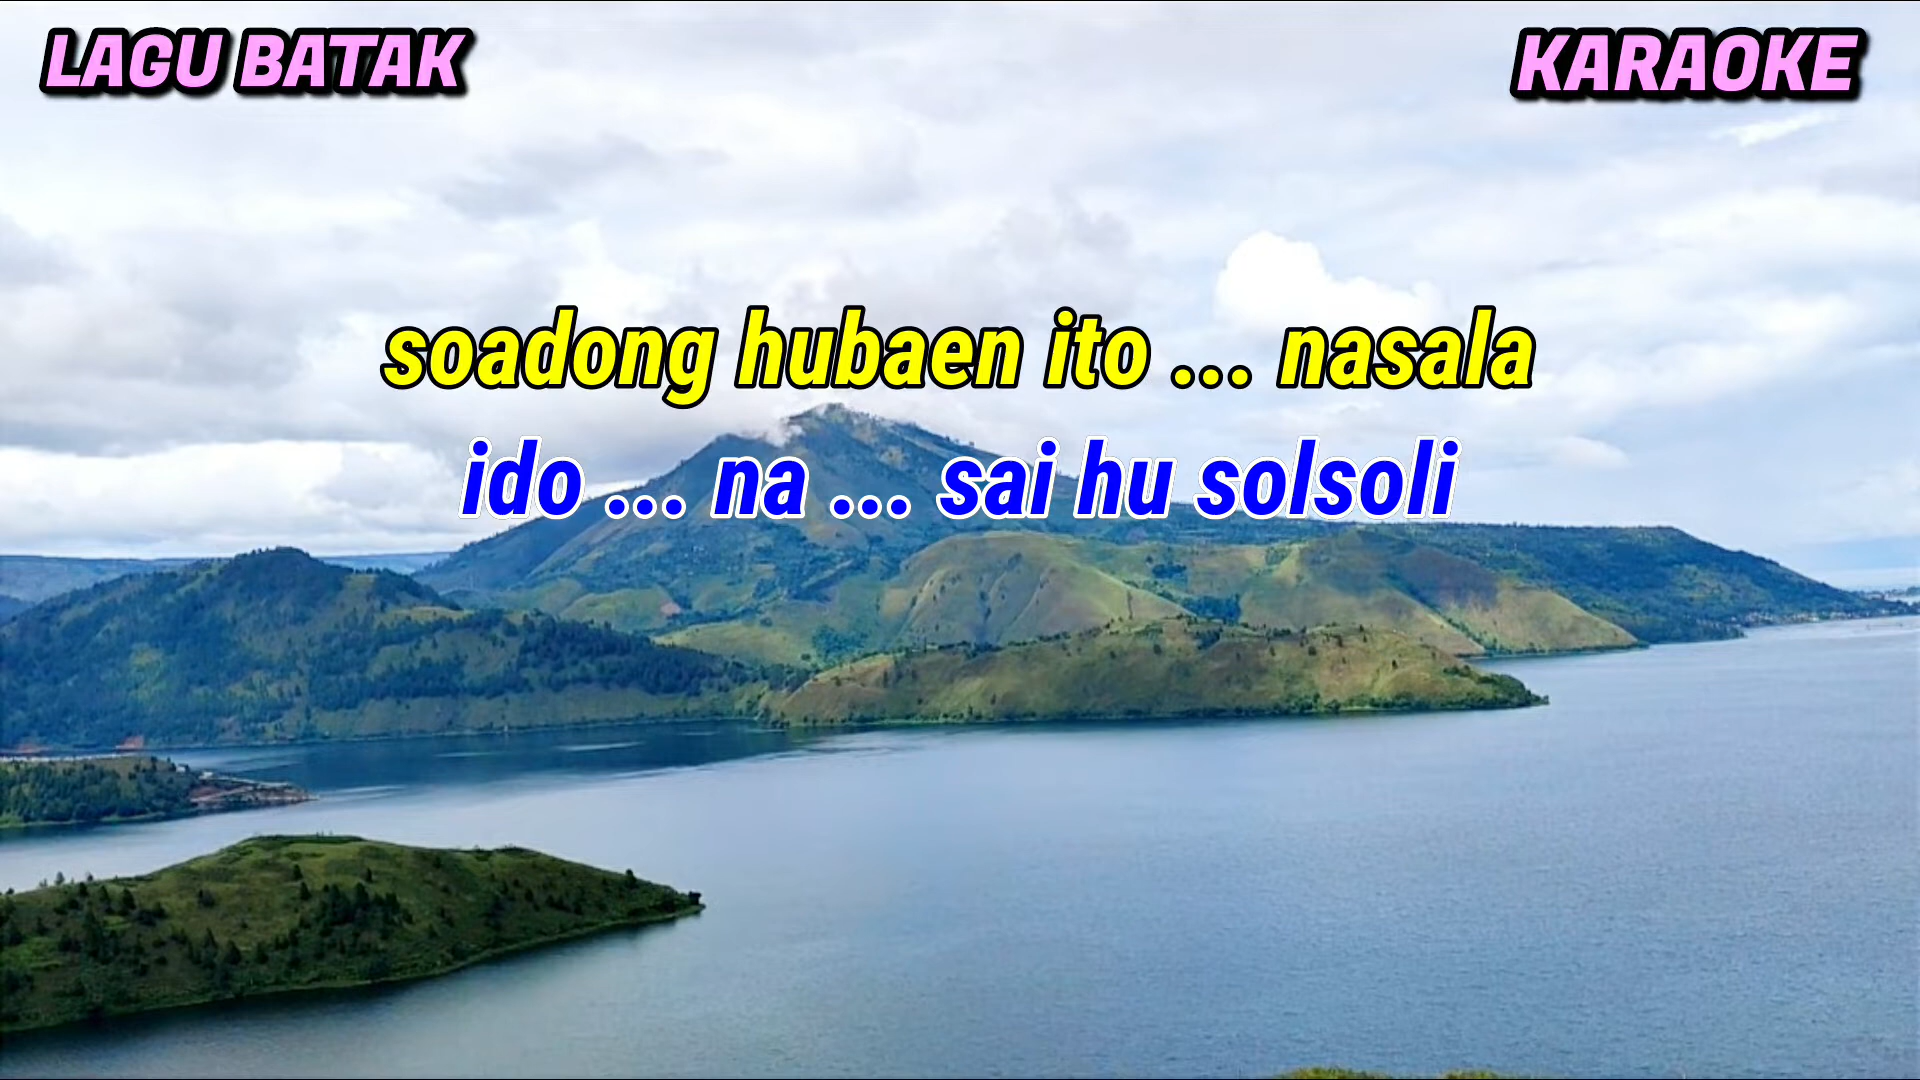 LAGU BATAK
KARAOKE
soadong hubaen ito ... nasala
ido ... na ... sai hu solsoli